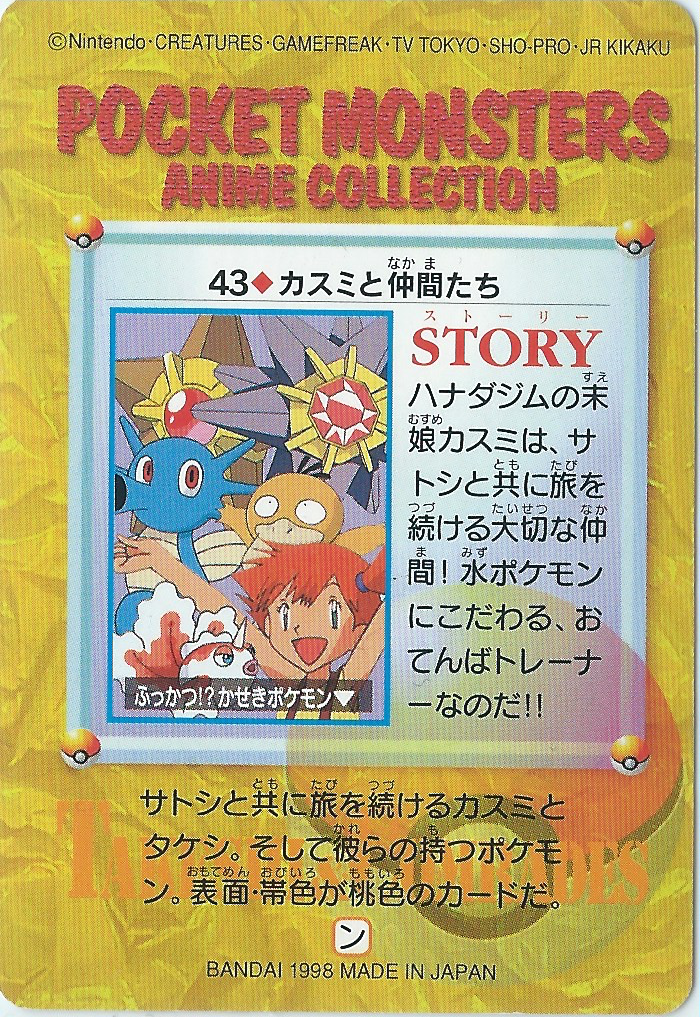 ©Nintendo·CREATURES·GAMEFREAK·TV TOKYO·SHO-PRO·JR KIKAKU
POCKET MONSTERS
ANIME COLLECTION
なかま
43◆カスミと仲間たち
ストーリー
STORY
すえ
ハナダジムの末
むすめ
娘カスミは、サ
とも たび
トシと共に旅を
つづ たいせつ なか
続ける大切な仲
ま みず
間!水ポケモン
にこだわる、お
てんばトレーナ
ーなのだ!!
ふっかつ!?かせきポケモン▼
とも たび つづ
サトシと共に旅を続けるカスミと
かれ も
タケシ。そして彼らの持つポケモ
おもてめん おびいろ ももいろ
ン。表面・帯色が桃色のカードだ。
ン
BANDAI 1998 MADE IN JAPAN